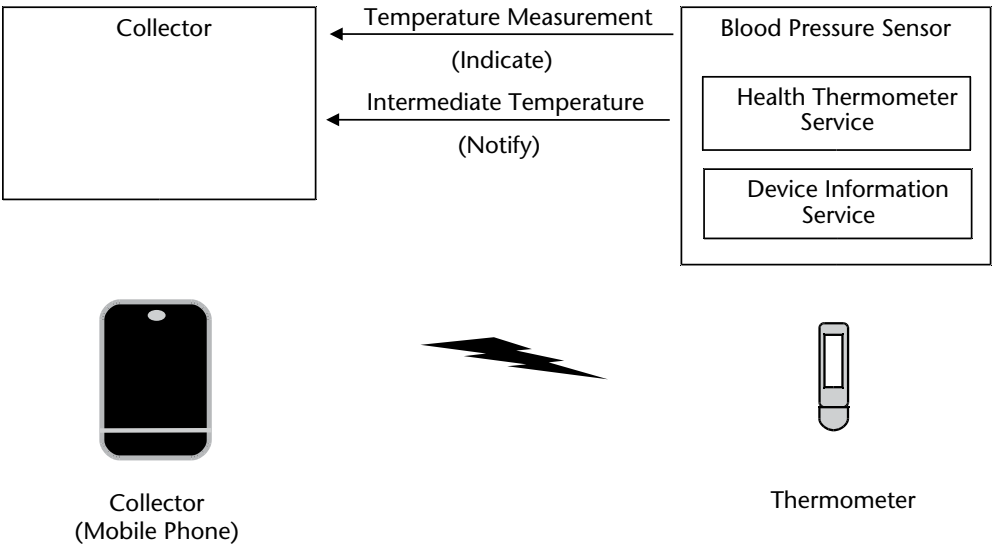 Collector
Temperature Measurement
(Indicate)
Intermediate Temperature
(Notify)
Blood Pressure Sensor
Health Thermometer
Service
Device Information
Service
Collector
(Mobile Phone)
Thermometer